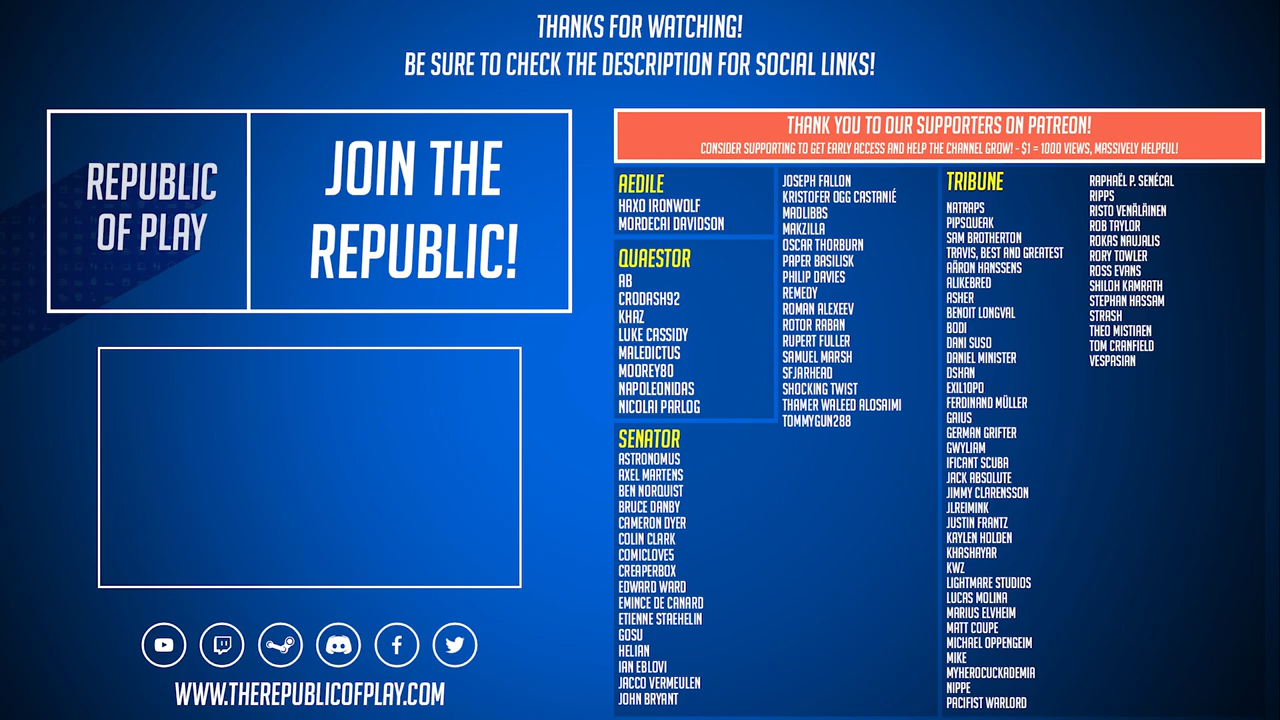 THANKS FOR WATCHING!
BE SURE TO CHECK THE DESCRIPTION FOR SOCIAL LINKS!
REPUBLIC
OF PLAY
JOIN THE
REPUBLIC!
WWW.THEREPUBLICOFPLAY.COM
THANK YOU TO OUR SUPPORTERS ON PATREON!
CONSIDER SUPPORTING TO GET EARLY ACCESS AND HELP THE CHANNEL GROW! - $1 = 1000 VIEWS, MASSIVELY HELPFUL!
AEDILE
HAXO IRONWOLF
MORDECAI DAVIDSON
QUAESTOR
AB
CRODASH92
KHAZ
LUKE CASSIDY
MALEDICTUS
MOOREY80
NAPOLEONIDAS
NICOLAI PARLOG
SENATOR
ASTRONOMUS
AXEL MARTENS
BEN NORQUIST
BRUCE DANBY
CAMERON DYER
COLIN CLARK
COMICLOVE5
CREAPERBOX
EDWARD WARD
EMINCE DE CANARD
ETIENNE STAEHELIN
GOSU
HELIAN
IAN EBLOVI
JACCO VERMEULEN
JOHN BRYANT
JOSEPH FALLON
KRISTOFER OGG CASTANIÉ
MADLIBBS
MAKZILLA
OSCAR THORBURN
PAPER BASILISK
PHILIP DAVIES
REMEDY
ROMAN ALEXEEV
ROTOR RABAN
RUPERT FULLER
SAMUEL MARSH
SFJARHEAD
SHOCKING TWIST
THAMER WALEED ALOSAIMI
TOMMYGUN288
TRIBUNE
NATRAPS
PIPSQUEAK
SAM BROTHERTON
TRAVIS, BEST AND GREATEST
AÄRON HANSSENS
ALIKEBRED
ASHER
BENOIT LONGVAL
BODI
DANI SUSO
DANIEL MINISTER
DSHAN
EXIL10PO
FERDINAND MÜLLER
GAIUS
GERMAN GRIFTER
GWYLIAM
IFICANT SCUBA
JACK ABSOLUTE
JIMMY CLARENSSON
JLREIMINK
JUSTIN FRANTZ
KAYLEN HOLDEN
KHASHAYAR
KWZ
LIGHTMARE STUDIOS
LUCAS MOLINA
MARIUS ELVHEIM
MATT COUPE
MICHAEL OPPENGEIM
MIKE
MYHEROCUCKADEMIA
NIPPE
PACIFIST WARLORD
RAPHAËL P. SENÉCAL
RIPPS
RISTO VENÄLÄINEN
ROB TAYLOR
ROKAS NAUJALIS
RORY TOWLER
ROSS EVANS
SHILOH KAMRATH
STEPHAN HASSAM
STRASH
THEO MISTIAEN
TOM CRANFIELD
VESPASIAN